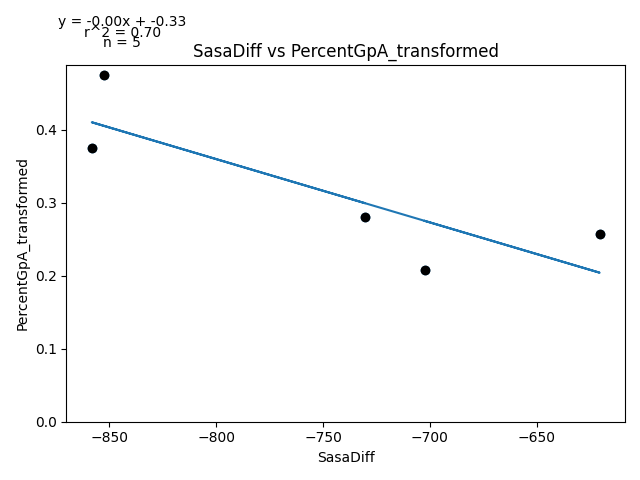 y = -0.00x + -0.33
r^2 = 0.70
n = 5
SasaDiff vs PercentGpA_transformed
PercentGpA_transformed
0.4
0.3
0.2
0.1
0.0
−850
−800
−750
−700
−650
SasaDiff